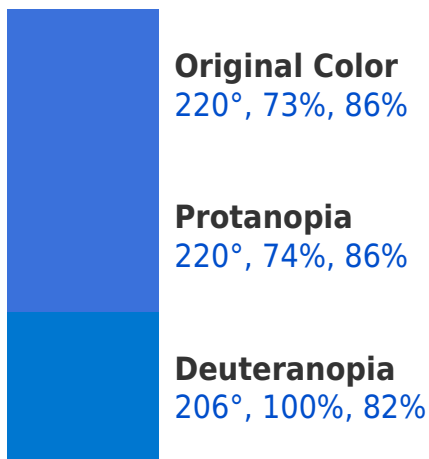 Original Color
220°, 73%, 86%
Protanopia
220°, 74%, 86%
Deuteranopia
206°, 100%, 82%